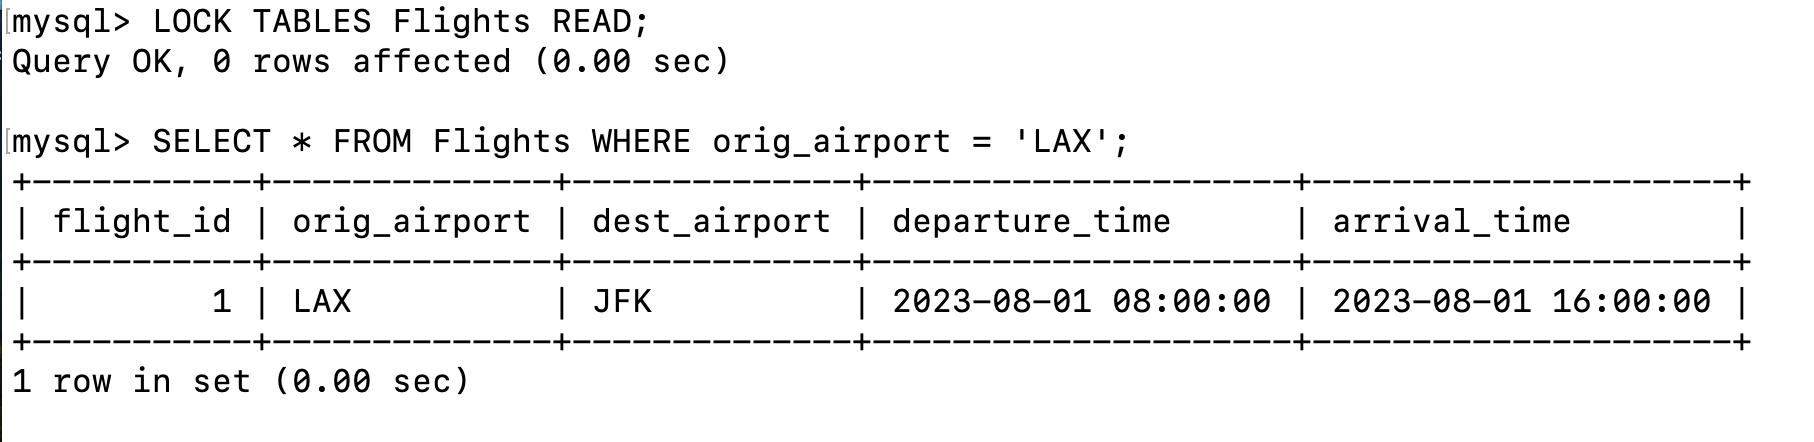 mysql> LOCK TABLES Flights READ;
Query OK, 0 rows affected (0.00 sec)
mysql> SELECT * FROM Flights WHERE orig_airport = 'LAX';
+-----------+--------------+--------------+---------------------+---------------------+
| flight_id | orig_airport | dest_airport | departure_time      | arrival_time        |
+-----------+--------------+--------------+---------------------+---------------------+
|         1 | LAX          | JFK          | 2023-08-01 08:00:00 | 2023-08-01 16:00:00 |
+-----------+--------------+--------------+---------------------+---------------------+
1 row in set (0.00 sec)